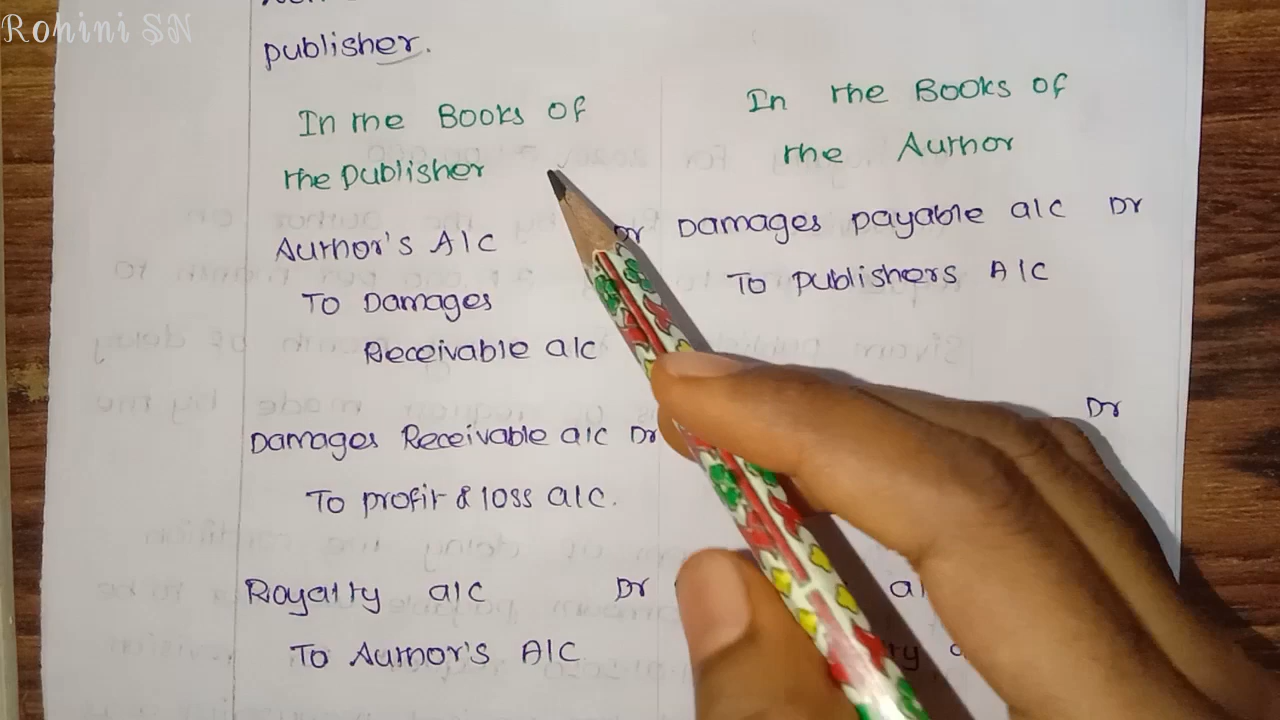 Rohini SN
publisher.
In the Books of
the publisher
Author's A/c Dr
To Damages
Receivable a/c
Damages Receivable a/c Dr
To profit & loss a/c.
Royalty a/c Dr
To Author's A/c
In the Books of
the Author
Damages payable a/c Dr
To publishers A/c
Dr